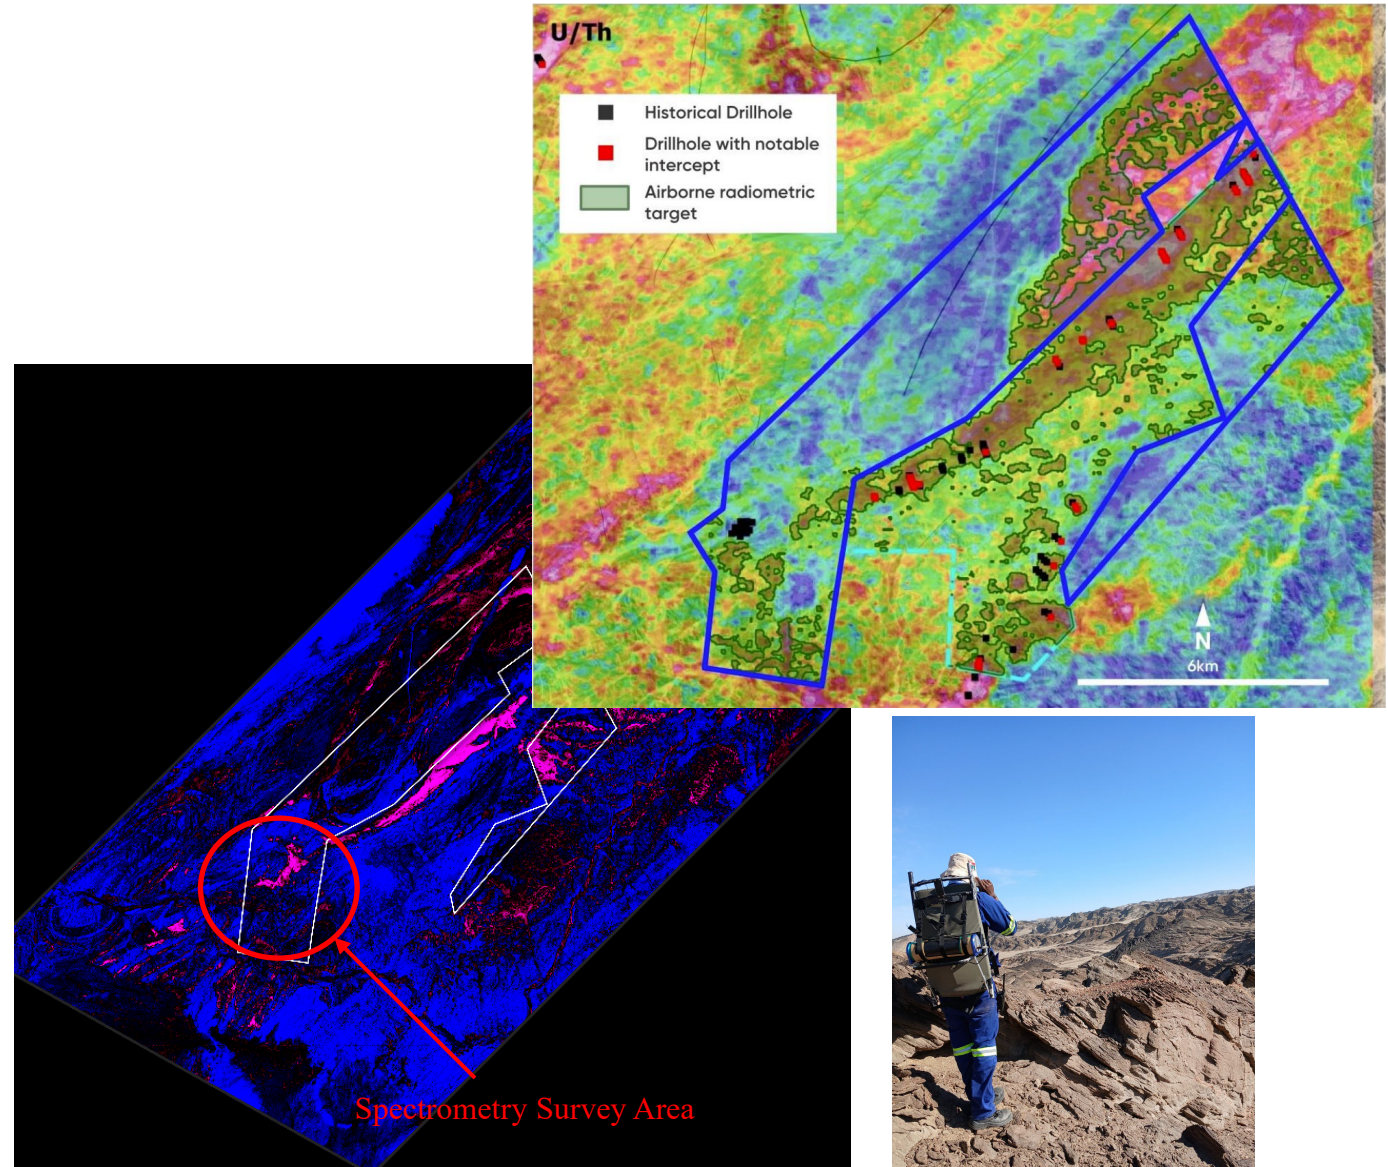 U/Th
Historical Drillhole
Drillhole with notable
intercept
Airborne radiometric
target
N
6km
Spectrometry Survey Area